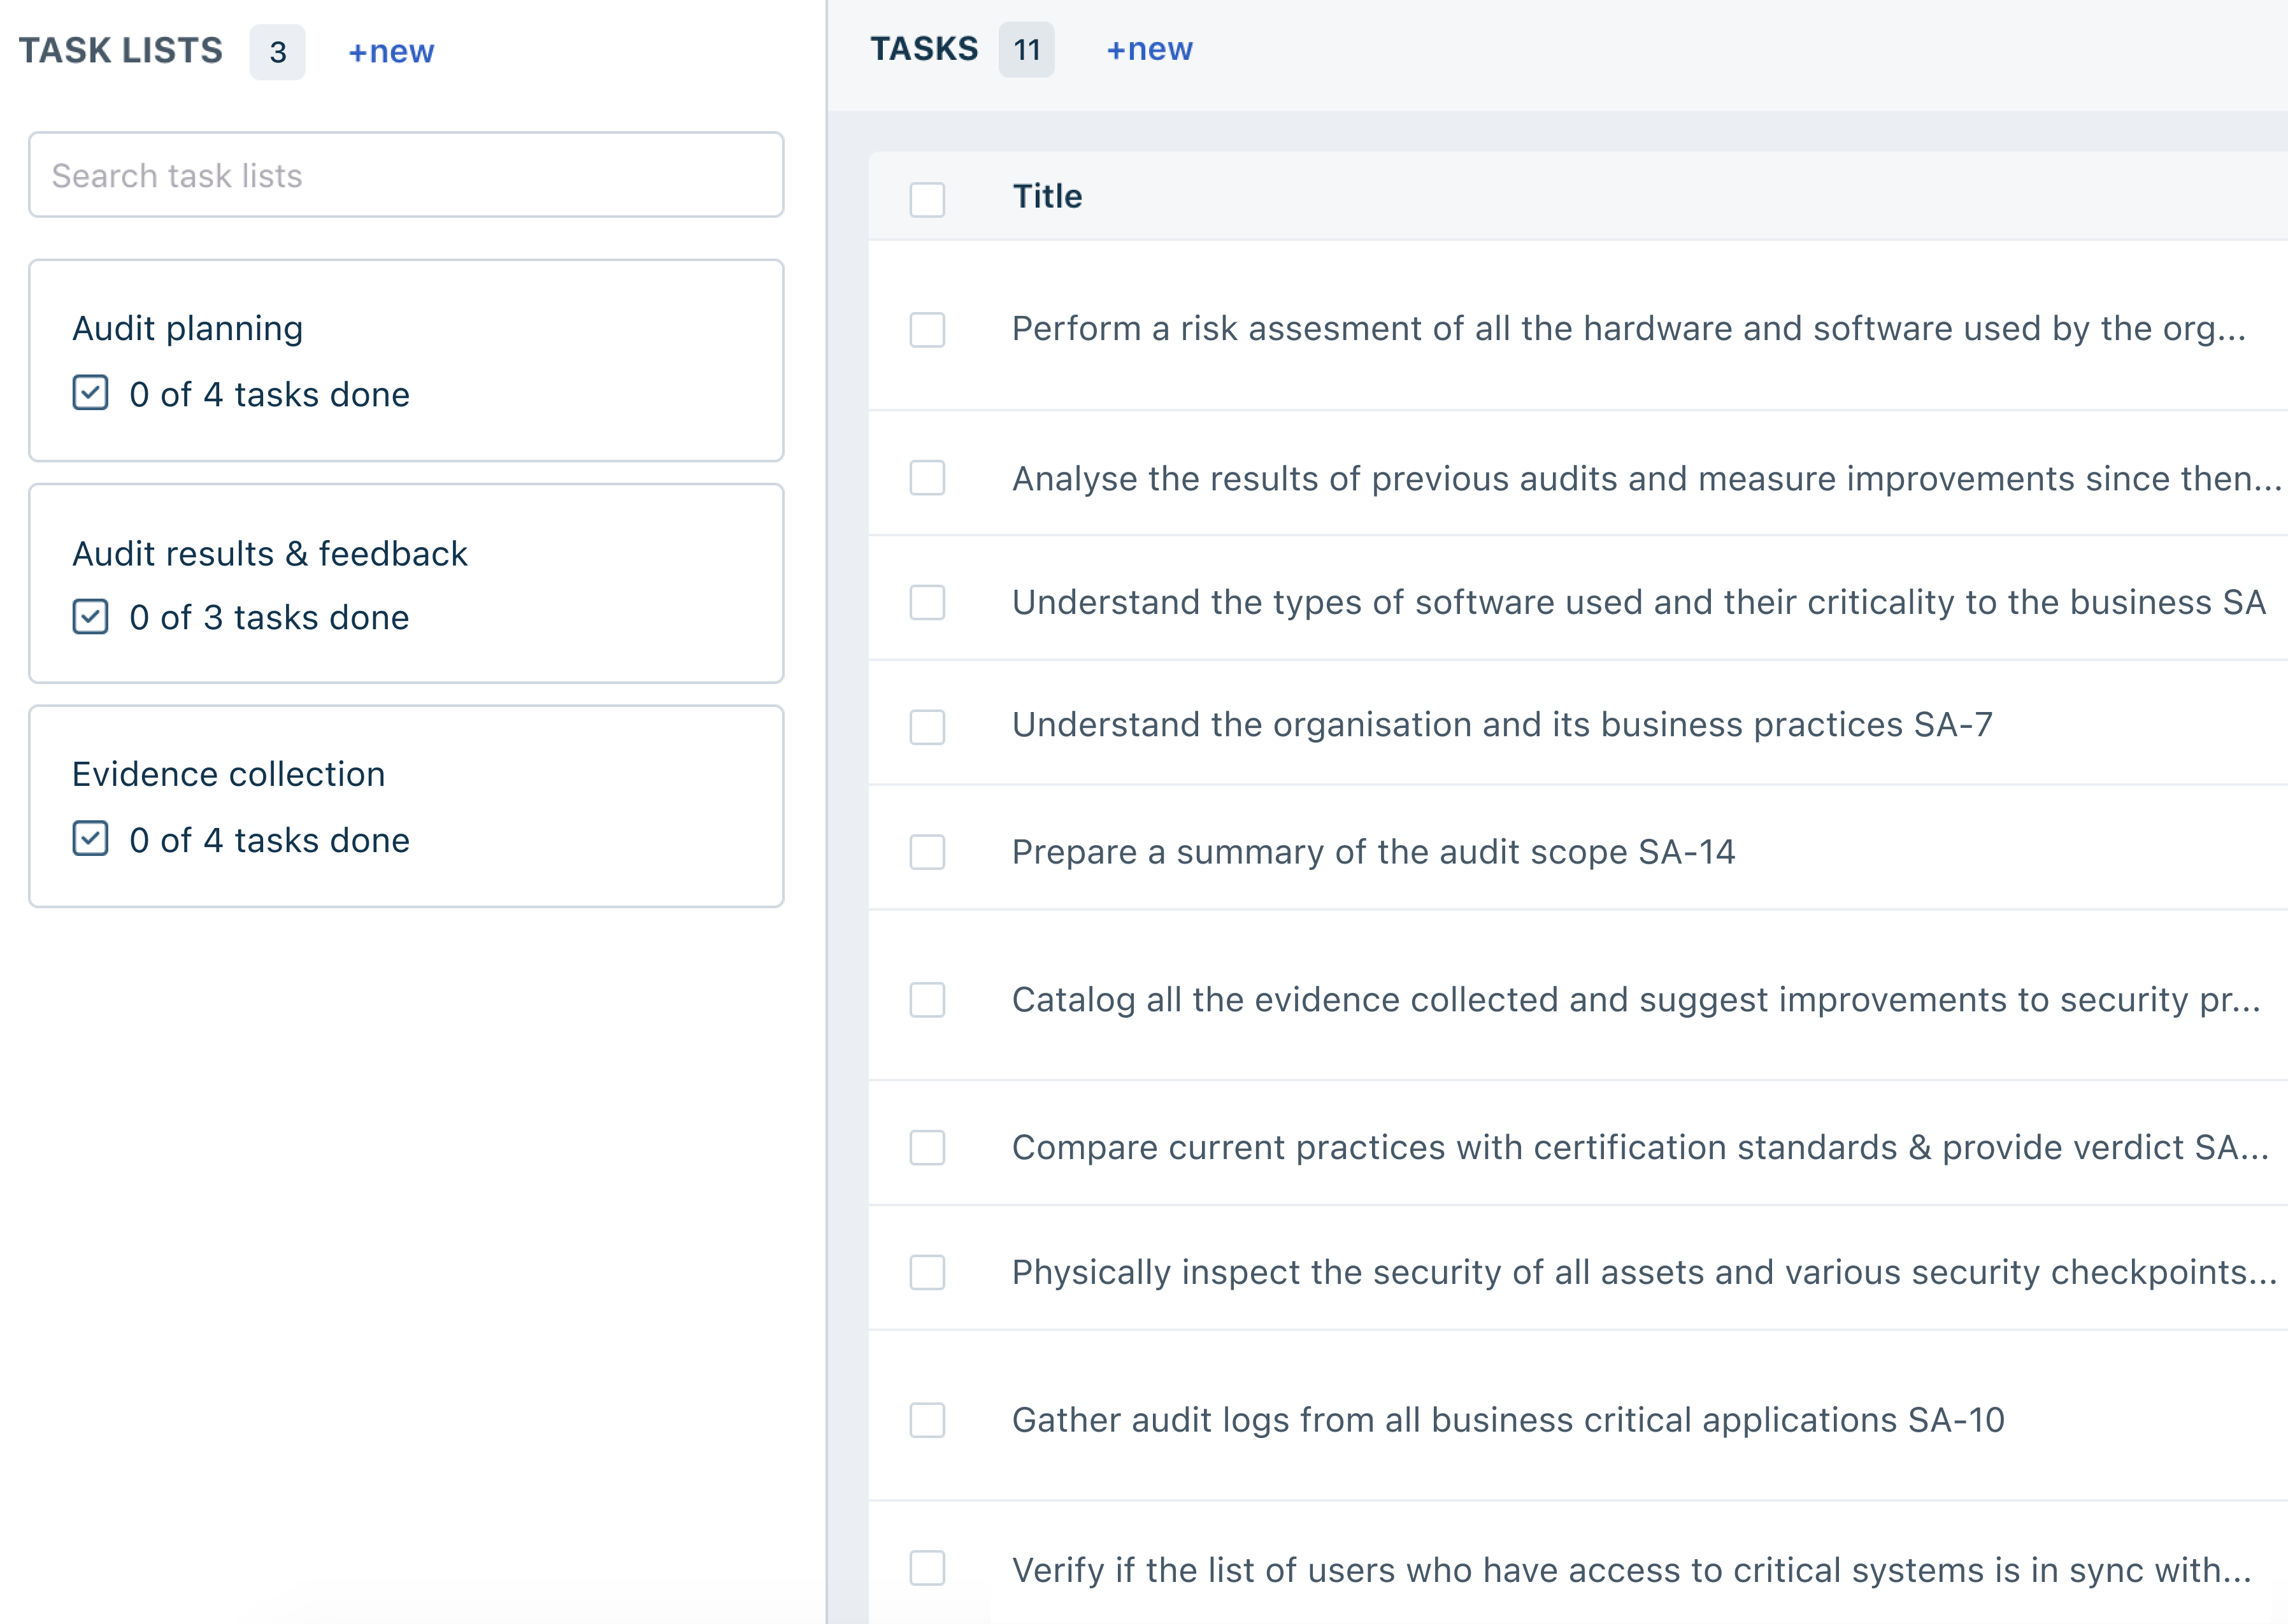 TASK LISTS 3 +new
Search task lists
Audit planning
0 of 4 tasks done
Audit results & feedback
0 of 3 tasks done
Evidence collection
0 of 4 tasks done
TASKS 11 +new
Title
Perform a risk assesment of all the hardware and software used by the org...
Analyse the results of previous audits and measure improvements since then...
Understand the types of software used and their criticality to the business SA
Understand the organisation and its business practices SA-7
Prepare a summary of the audit scope SA-14
Catalog all the evidence collected and suggest improvements to security pr...
Compare current practices with certification standards & provide verdict SA...
Physically inspect the security of all assets and various security checkpoints...
Gather audit logs from all business critical applications SA-10
Verify if the list of users who have access to critical systems is in sync with...